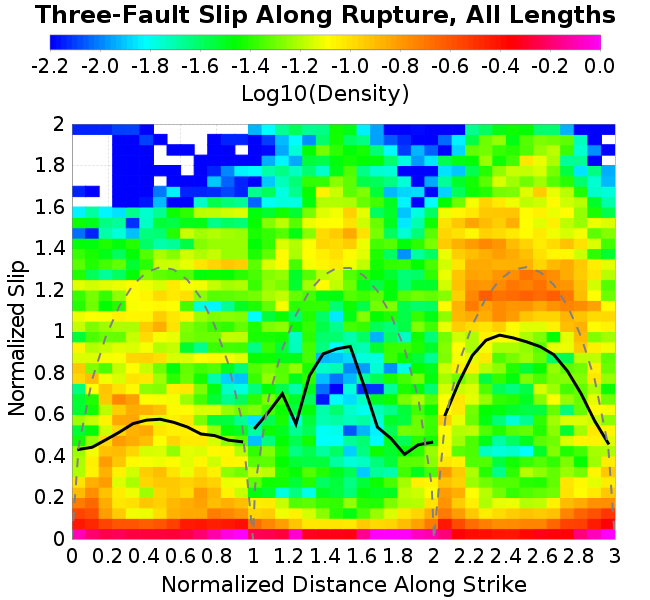 Three-Fault Slip Along Rupture, All Lengths
-2.2 -2.0 -1.8 -1.6 -1.4 -1.2 -1.0 -0.8 -0.6 -0.4 -0.2 0.0
Log10(Density)
2
1.8
1.6
1.4
1.2
1
0.8
0.6
0.4
0.2
0
Normalized Slip
0 0.2 0.4 0.6 0.8 1 1.2 1.4 1.6 1.8 2 2.2 2.4 2.6 2.8 3
Normalized Distance Along Strike